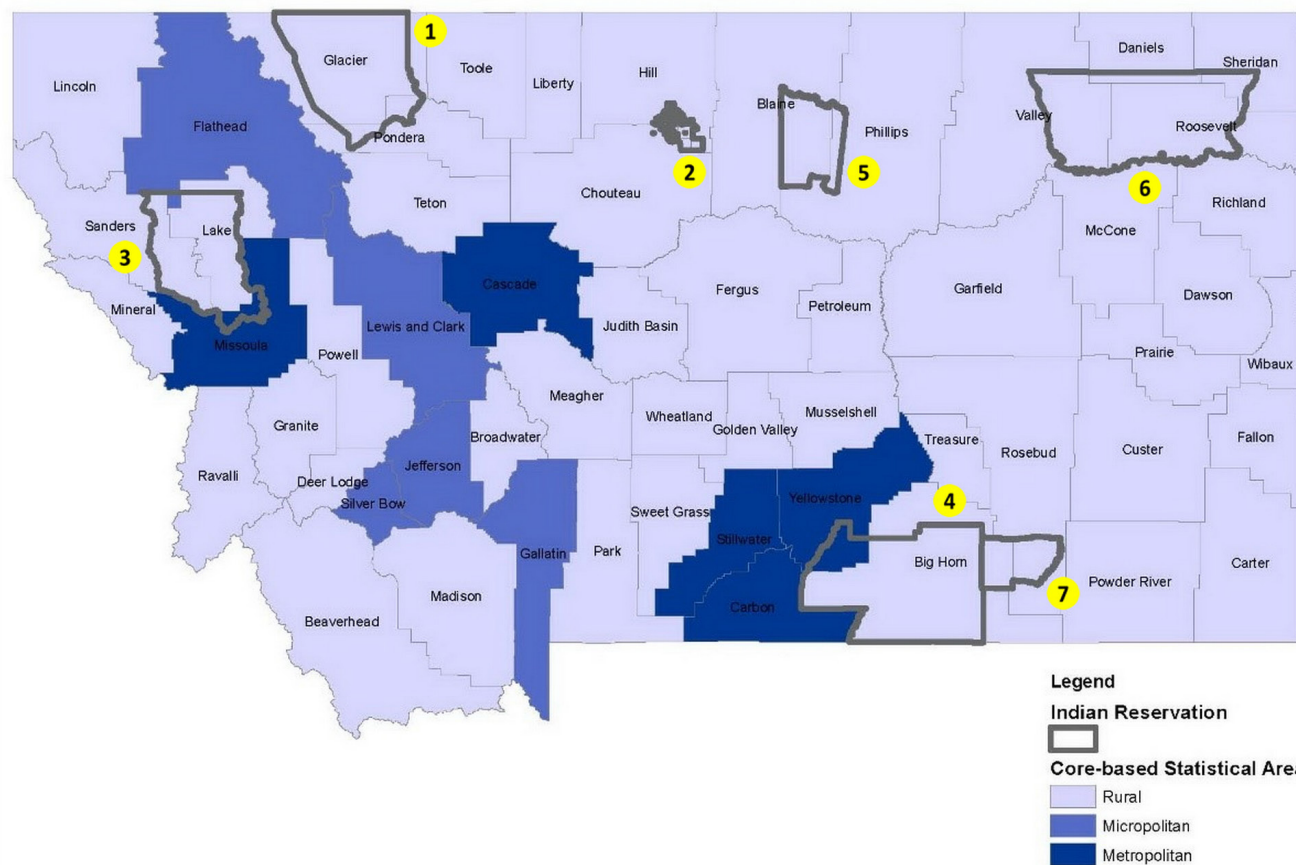 1
Daniels
Sheridan
Glacier
Toole
Liberty
Hill
Lincoln
Blaine
Valley
Roosevelt
Flathead
Pondera
Phillips
2
5
6
Chouteau
Teton
Richland
Sanders
Lake
McCone
3
Cascade
Fergus
Garfield
Dawson
Mineral
Petroleum
Lewis and Clark
Judith Basin
Missoula
Powell
Prairie
Wibaux
Meagher
Wheatland
Musselshell
Golden Valley
Granite
Broadwater
Treasure
Rosebud
Custer
Fallon
Jefferson
Ravalli
Deer Lodge
Silver Bow
Yellowstone
4
Sweet Grass
Stillwater
Gallatin
Park
Big Horn
Carter
Powder River
7
Madison
Carbon
Beaverhead
Legend
Indian Reservation
Core-based Statistical Area
Rural
Micropolitan
Metropolitan